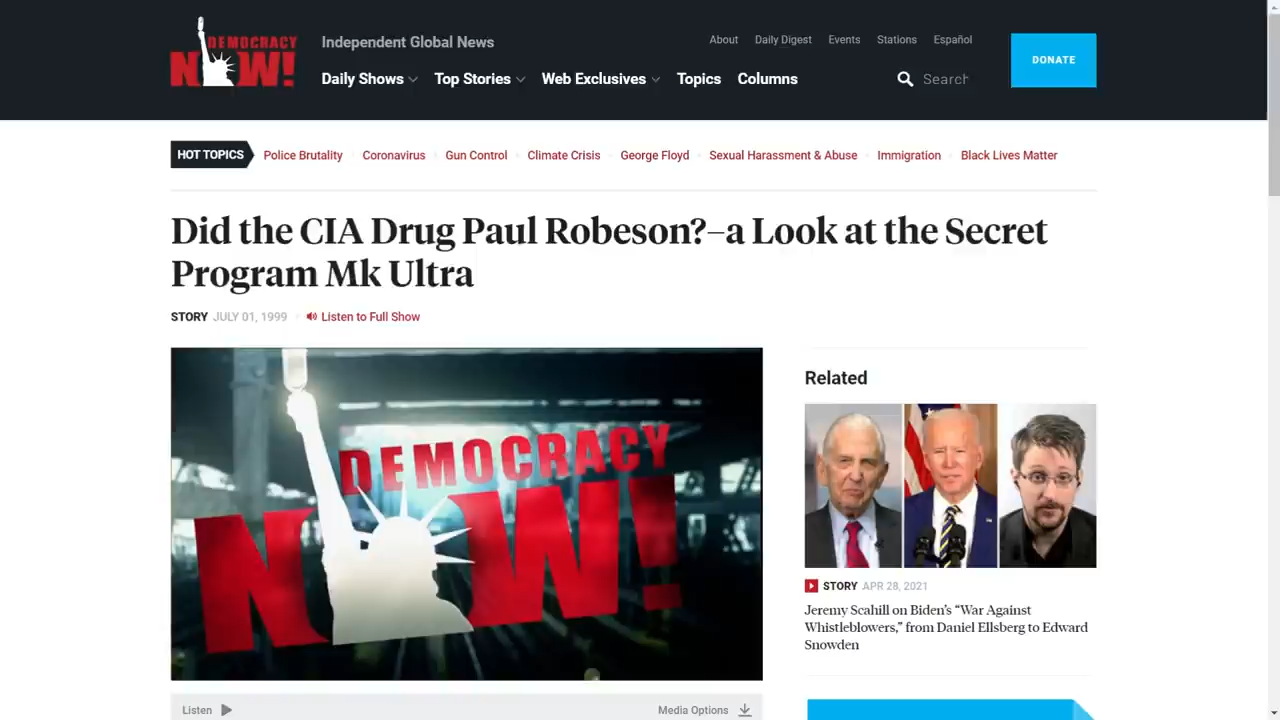 DEMOCRACY
NOW!
Independent Global News
About Daily Digest Events Stations Español
Daily Shows Top Stories Web Exclusives Topics Columns
Search
DONATE
HOT TOPICS Police Brutality Coronavirus Gun Control Climate Crisis George Floyd Sexual Harassment & Abuse Immigration Black Lives Matter
Did the CIA Drug Paul Robeson?–a Look at the Secret
Program Mk Ultra
STORY JULY 01, 1999 Listen to Full Show
DEMOCRACY
NOW!
Listen
Media Options
Related
STORY APR 28, 2021
Jeremy Scahill on Biden's “War Against
Whistleblowers,” from Daniel Ellsberg to Edward
Snowden